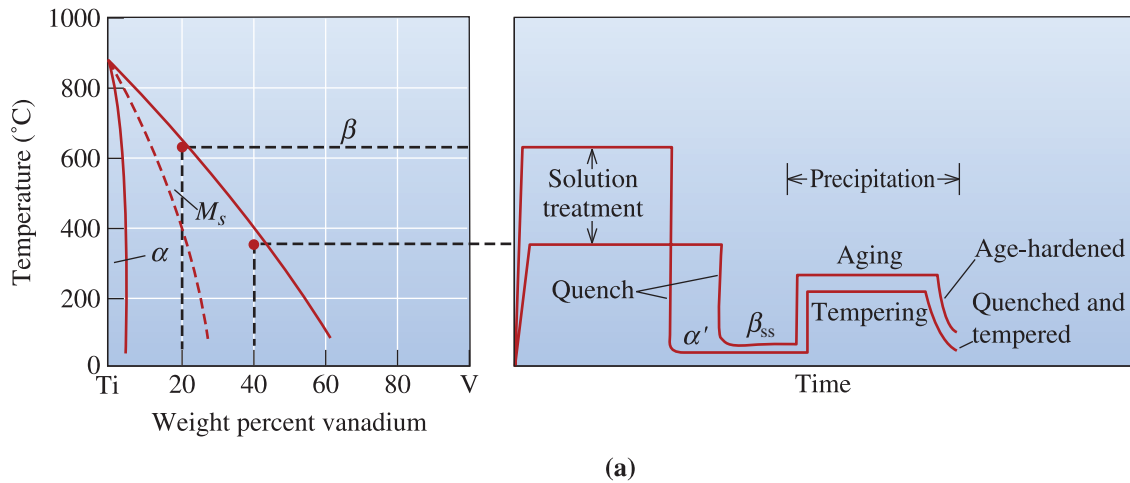 1000
800
600
400
200
0
Temperature (°C)
Ti
20
40
60
80
V
Weight percent vanadium
α
M_s
β
Solution
treatment
Quench
α′
β_ss
Precipitation
Aging
Tempering
Age-hardened
Quenched and
tempered
Time
(a)